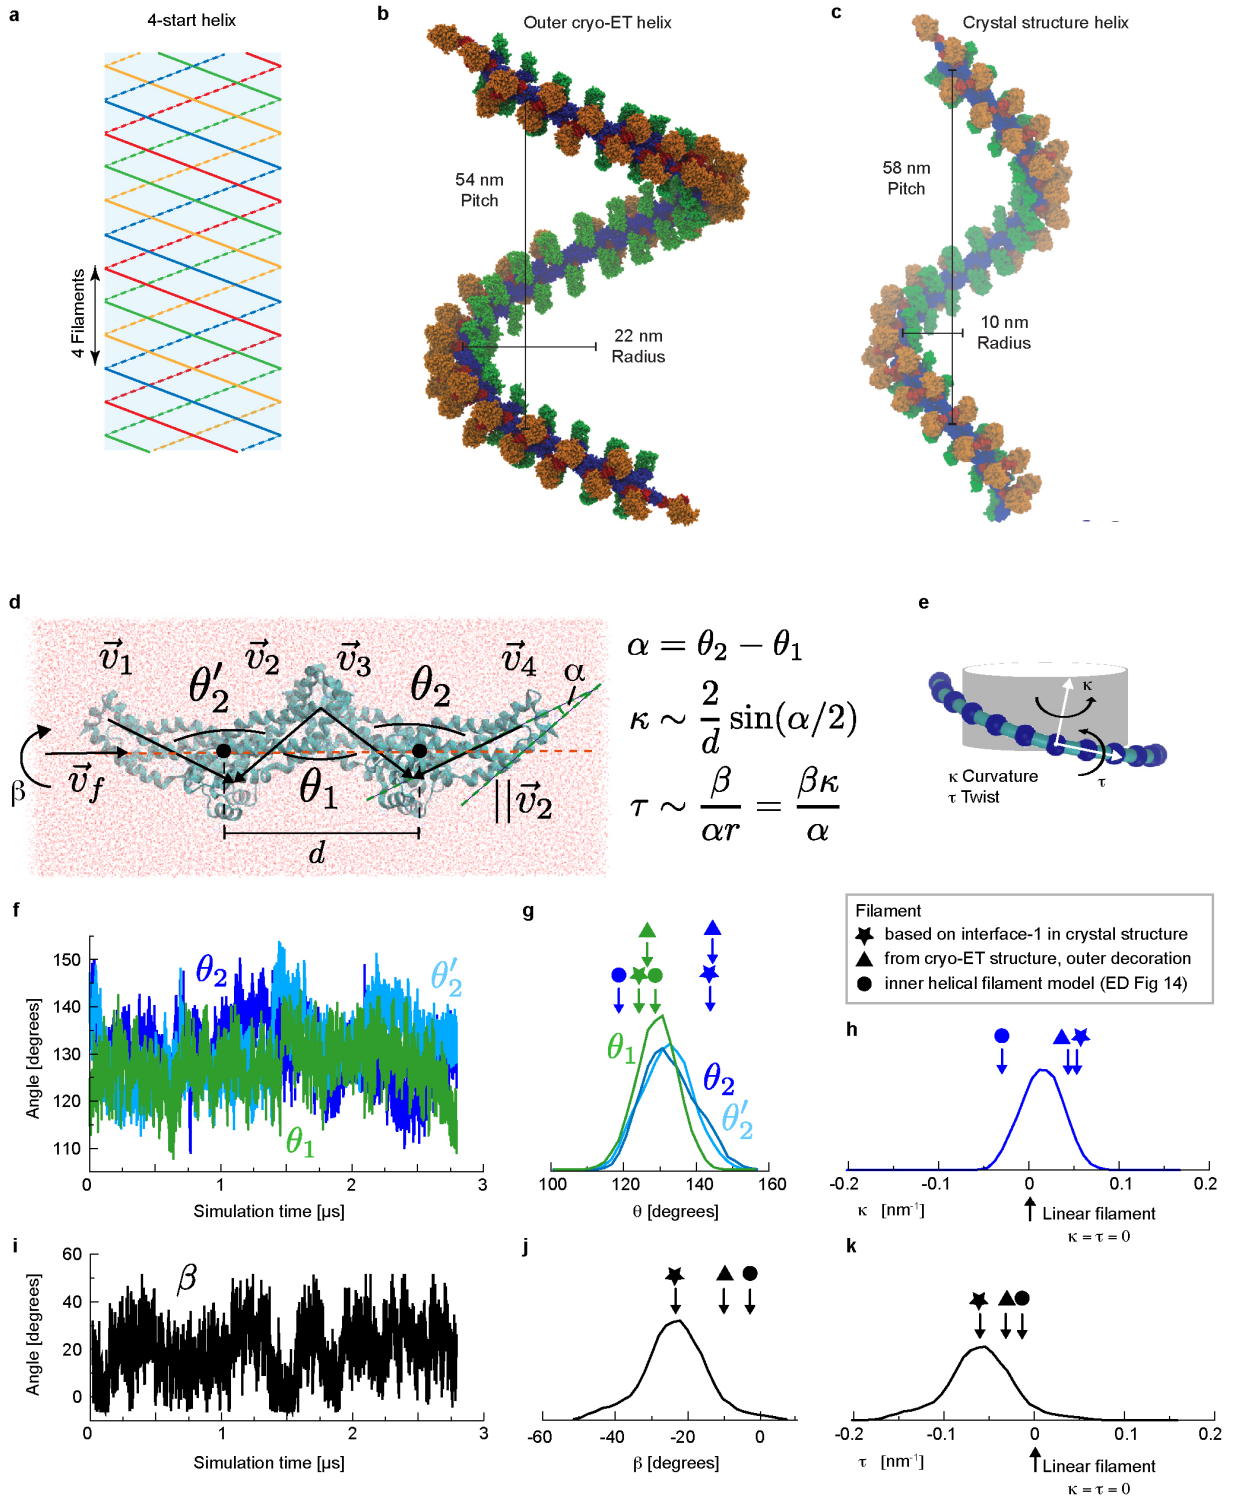 a
4-start helix
4 Filaments
b
Outer cryo-ET helix
54 nm
Pitch
22 nm
Radius
c
Crystal structure helix
58 nm
Pitch
10 nm
Radius
d
v⃗₁
θ₂′
v⃗₂
v⃗₃
θ₂
v⃗₄
α
β
v⃗_f
θ₁
||v⃗₂
d
α = θ₂ − θ₁
κ ∼ 2/d sin(α/2)
τ ∼ β/αr = βκ/α
e
κ
τ
κ Curvature
τ Twist
f
Angle [degrees]
150
140
130
120
110
θ₂
θ₂′
θ₁
0
1
2
3
Simulation time [µs]
g
θ₁
θ₂
θ₂′
100
120
140
160
θ [degrees]
Filament
based on interface-1 in crystal structure
from cryo-ET structure, outer decoration
inner helical filament model (ED Fig 14)
h
-0.2
-0.1
0
0.1
0.2
κ [nm⁻¹]
Linear filament
κ = τ = 0
i
Angle [degrees]
60
40
20
0
β
0
1
2
3
Simulation time [µs]
j
-60
-40
-20
0
β [degrees]
k
-0.2
-0.1
0
0.1
0.2
τ [nm⁻¹]
Linear filament
κ = τ = 0